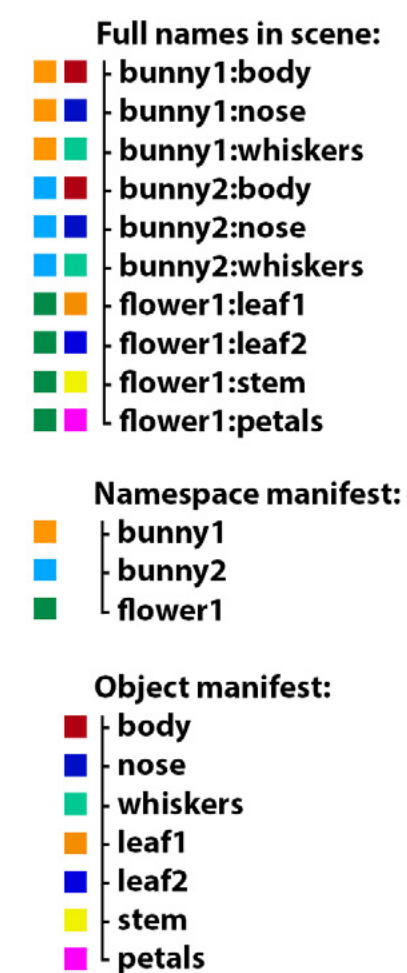 Full names in scene:
bunny1:body
bunny1:nose
bunny1:whiskers
bunny2:body
bunny2:nose
bunny2:whiskers
flower1:leaf1
flower1:leaf2
flower1:stem
flower1:petals
Namespace manifest:
bunny1
bunny2
flower1
Object manifest:
body
nose
whiskers
leaf1
leaf2
stem
petals